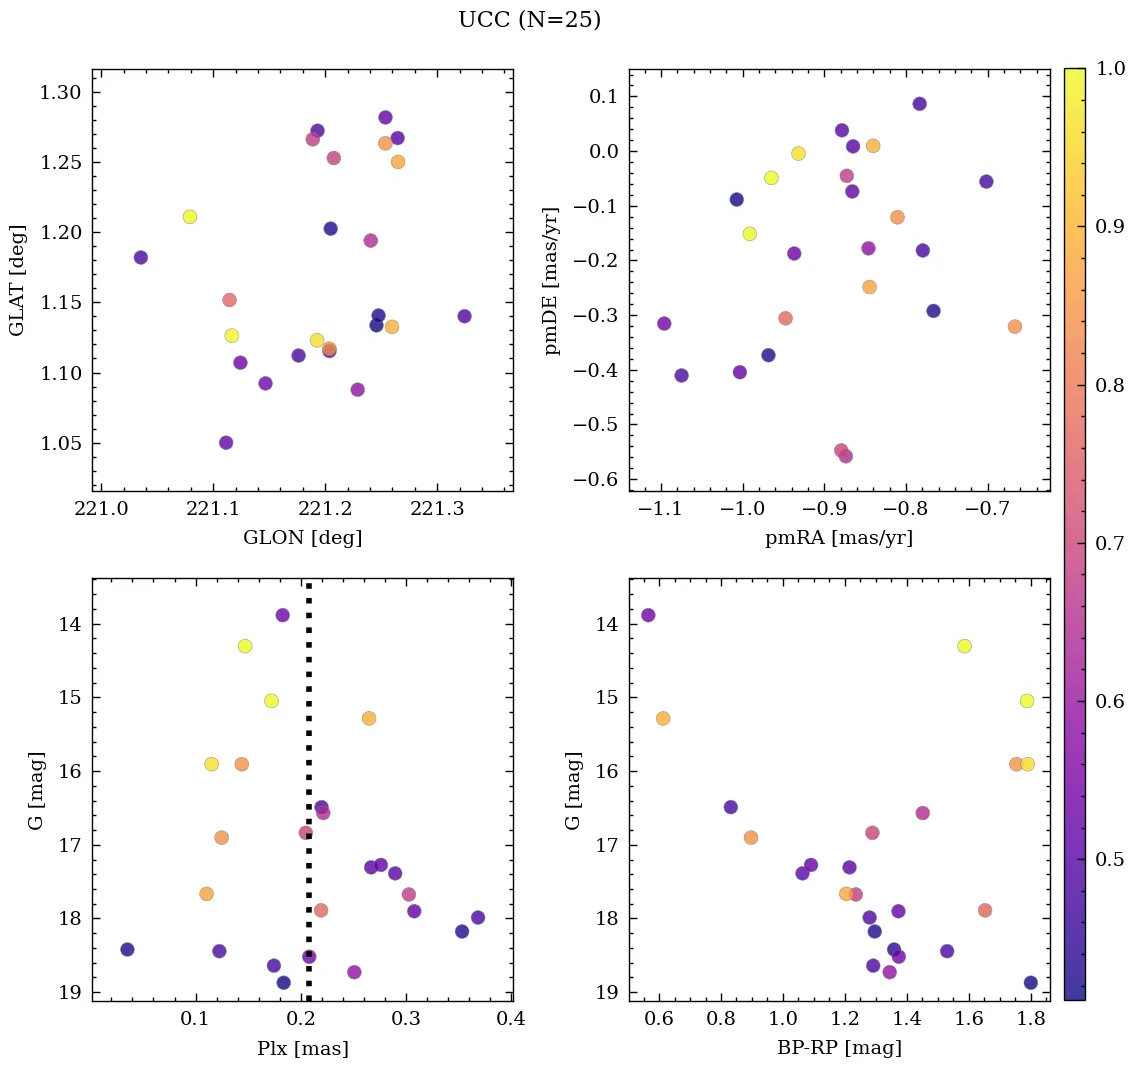 UCC (N=25)
1.30
1.25
1.20
1.15
1.10
1.05
GLAT [deg]
221.0 221.1 221.2 221.3
GLON [deg]
0.1
0.0
−0.1
−0.2
−0.3
−0.4
−0.5
−0.6
pmDE [mas/yr]
−1.1 −1.0 −0.9 −0.8 −0.7
pmRA [mas/yr]
1.0
0.9
0.8
0.7
0.6
0.5
14
15
16
17
18
19
G [mag]
0.1 0.2 0.3 0.4
Plx [mas]
14
15
16
17
18
19
G [mag]
0.6 0.8 1.0 1.2 1.4 1.6 1.8
BP-RP [mag]